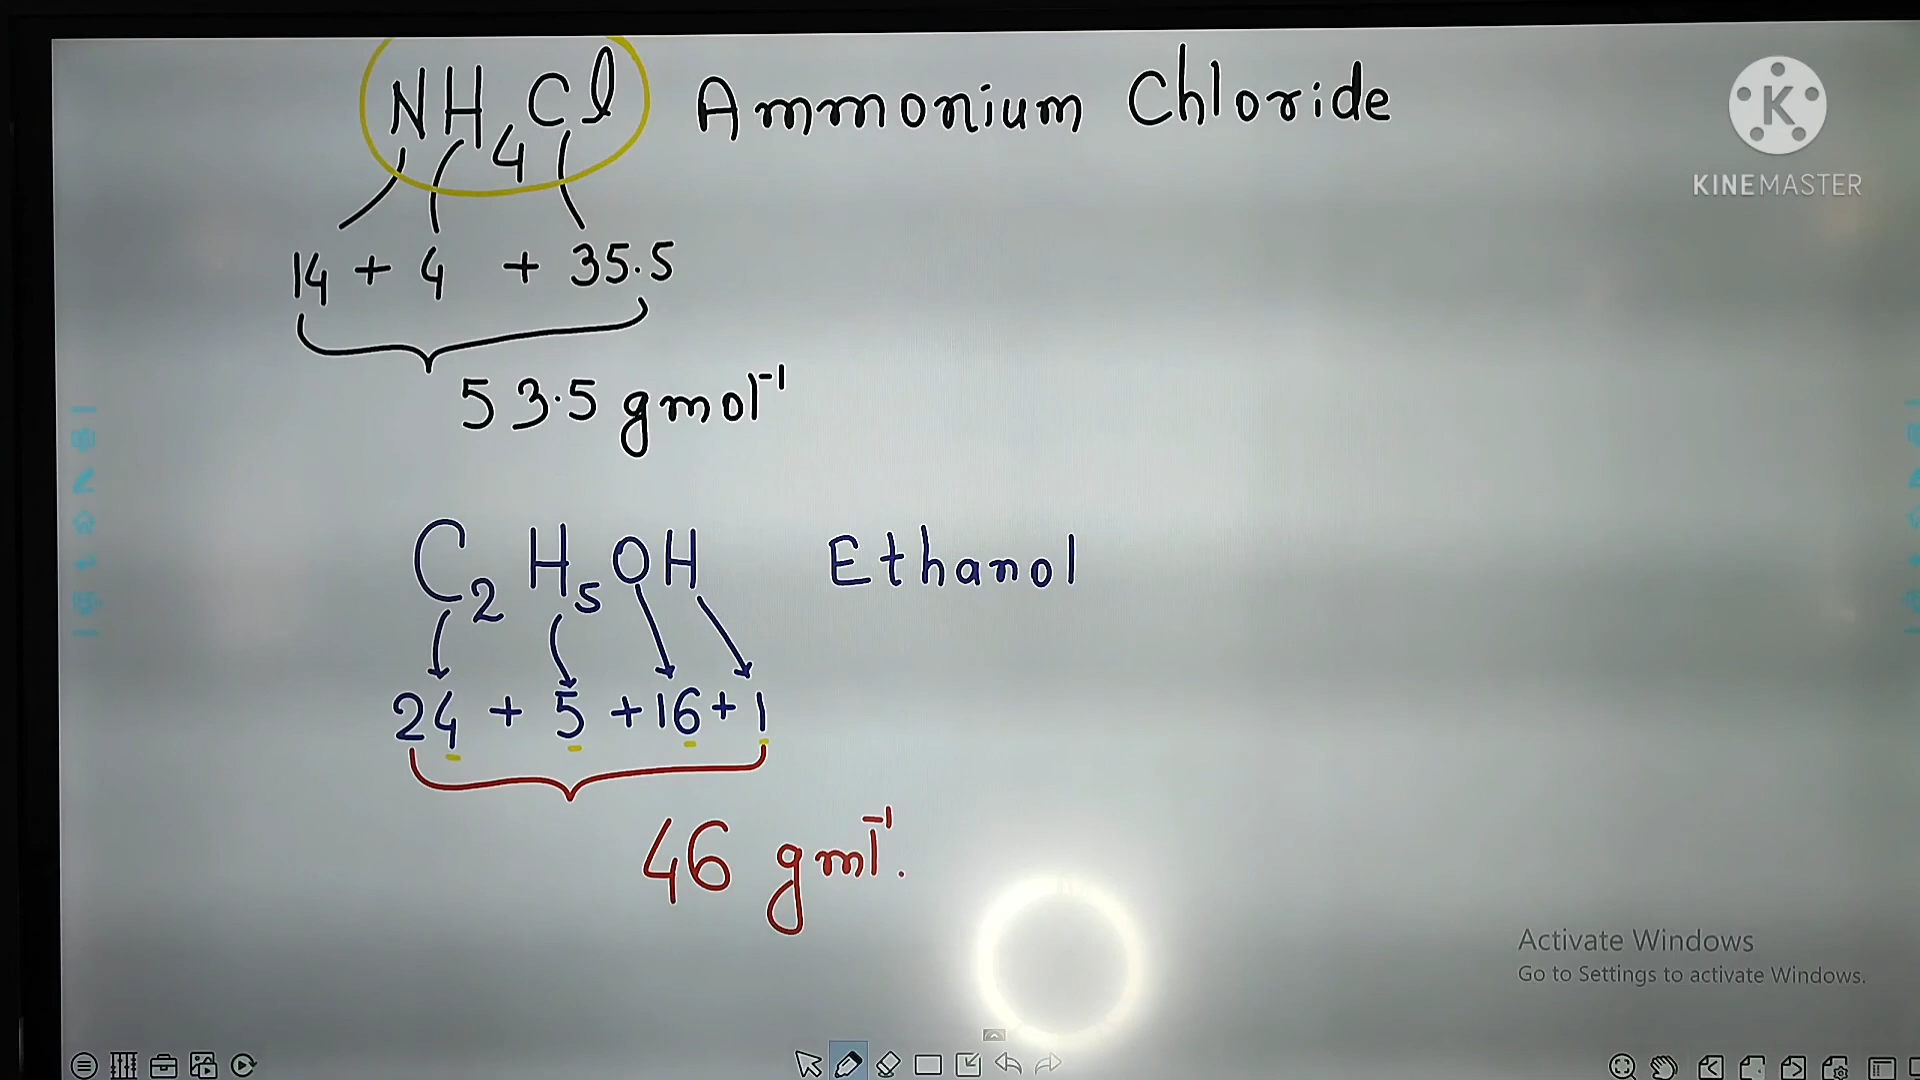 NH₄Cl Ammonium Chloride
KINEMASTER
14 + 4 + 35.5
53.5 gmol⁻¹
C₂H₅OH Ethanol
24 + 5 + 16 + 1
46 gml⁻¹.
Activate Windows
Go to Settings to activate Windows.